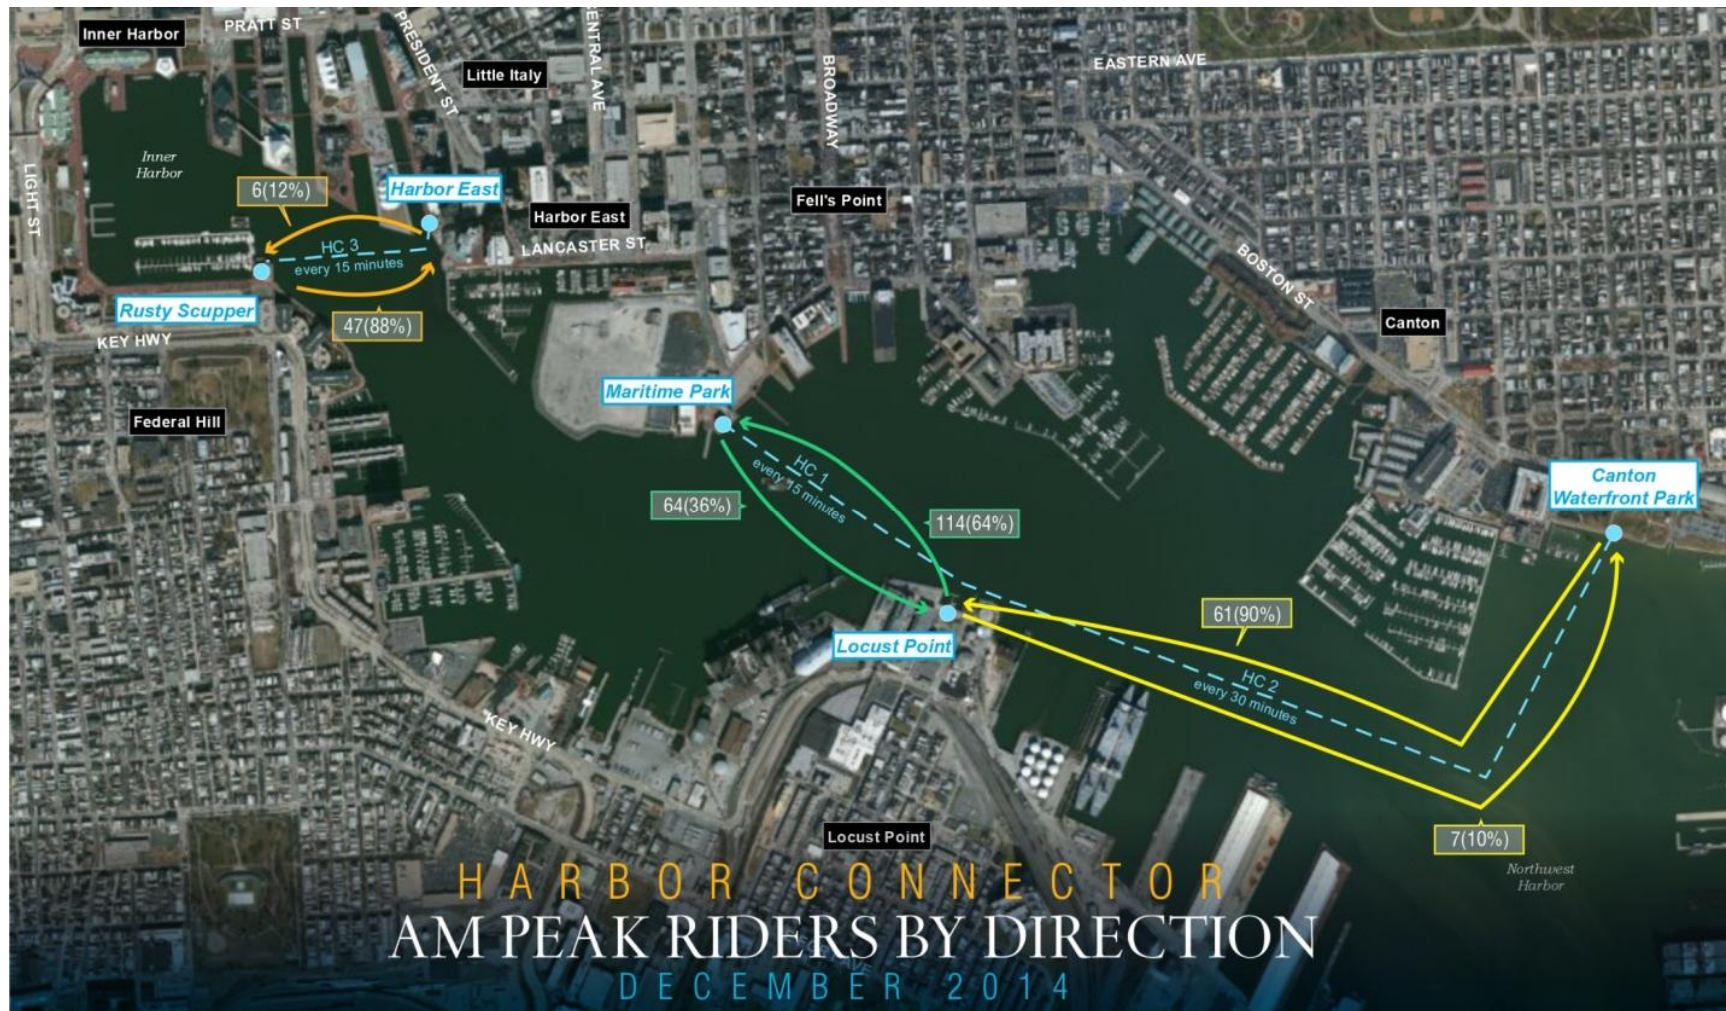 Inner Harbor
PRATT ST
PRESIDENT ST
CENTRAL AVE
Little Italy
BROADWAY
EASTERN AVE
Inner
Harbor
LIGHT ST
6(12%)
Harbor East
Harbor East
LANCASTER ST
Fell's Point
HC 3
every 15 minutes
BOSTON ST
Rusty Scupper
47(88%)
KEY HWY
Canton
Maritime Park
Federal Hill
HC 1
every 15 minutes
64(36%)
114(64%)
Canton
Waterfront Park
61(90%)
Locust Point
HC 2
every 30 minutes
KEY HWY
Locust Point
7(10%)
Northwest
Harbor
HARBOR CONNECTOR
AM PEAK RIDERS BY DIRECTION
AVE
DECEMBER 2014